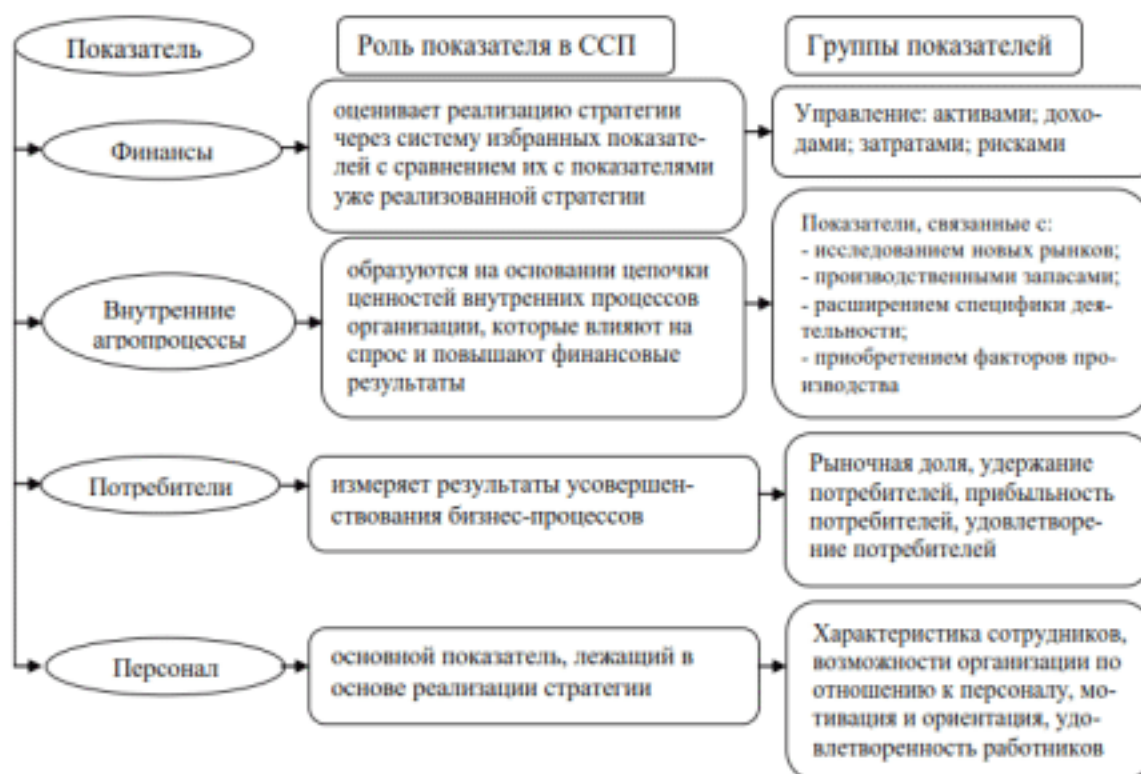 Показатель
Роль показателя в ССП
Группы показателей
Финансы
оценивает реализацию стратегии
через систему избранных показате-
лей с сравнением их с показателями
уже реализованной стратегии
Управление: активами; дохо-
дами; затратами; рисками
Внутренние
агропроцессы
образуются на основании цепочки
ценностей внутренних процессов
организации, которые влияют на
спрос и повышают финансовые
результаты
Показатели, связанные с:
- исследованием новых рынков;
- производственными запасами;
- расширением специфики дея-
тельности;
- приобретением факторов про-
изводства
Потребители
измеряет результаты усовершен-
ствования бизнес-процессов
Рыночная доля, удержание
потребителей, прибыльность
потребителей, удовлетворе-
ние потребителей
Персонал
основной показатель, лежащий в
основе реализации стратегии
Характеристика сотрудников,
возможности организации по
отношению к персоналу, мо-
тивация и ориентация, удо-
влетворенность работников